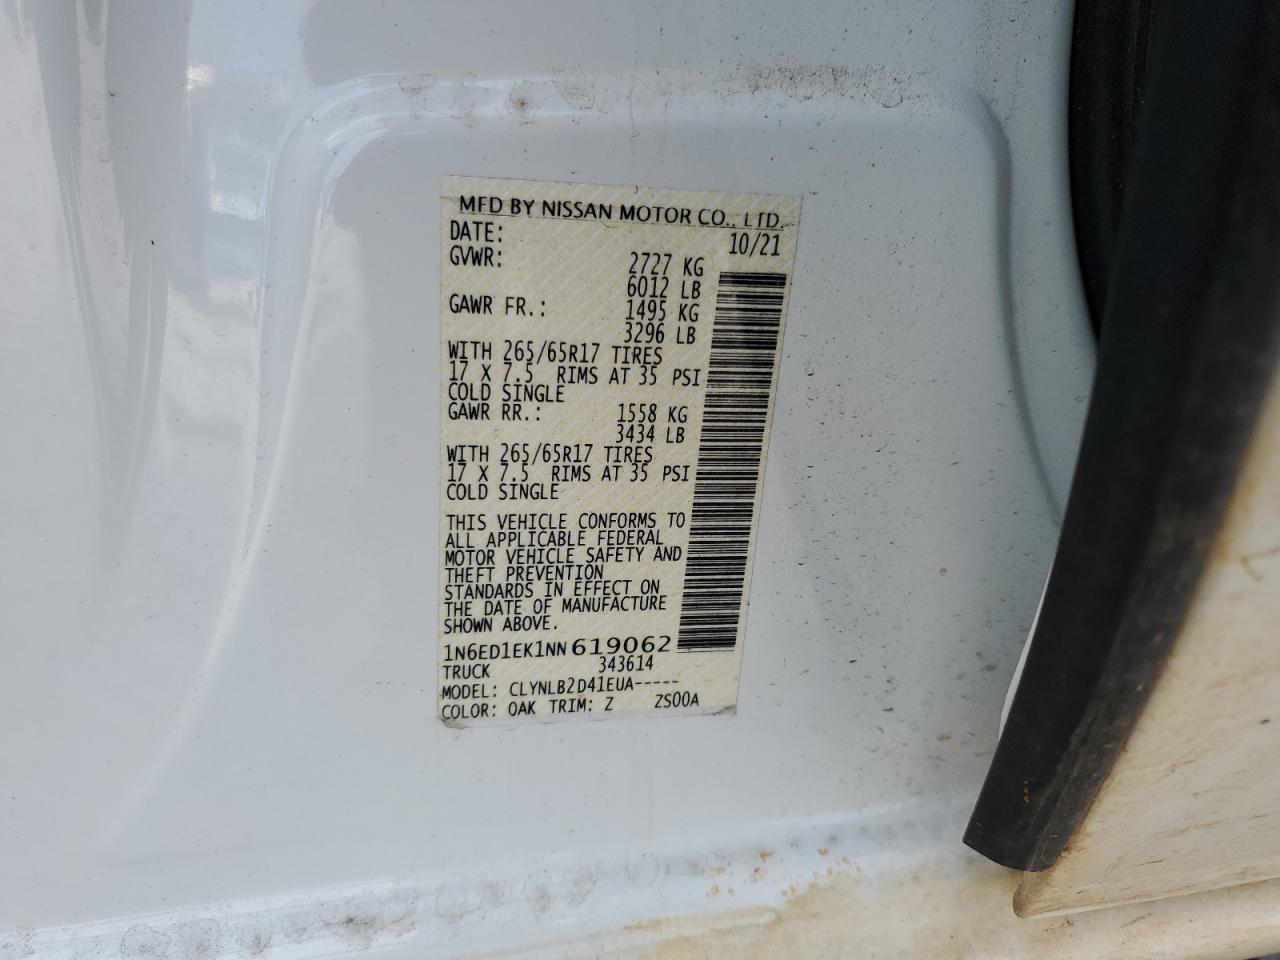 MFD BY NISSAN MOTOR CO., LTD.
DATE: 10/21
GVWR: 2727 KG
6012 LB
GAWR FR.: 1495 KG
3296 LB
WITH 265/65R17 TIRES
17 X 7.5 RIMS AT 35 PSI
COLD SINGLE
GAWR RR.: 1558 KG
3434 LB
WITH 265/65R17 TIRES
17 X 7.5 RIMS AT 35 PSI
COLD SINGLE
THIS VEHICLE CONFORMS TO
ALL APPLICABLE FEDERAL
MOTOR VEHICLE SAFETY AND
THEFT PREVENTION
STANDARDS IN EFFECT ON
THE DATE OF MANUFACTURE
SHOWN ABOVE.
1N6ED1EK1NN619062
TRUCK 343614
MODEL: CLYNLB2D41EUA-----
COLOR: OAK TRIM: Z ZS00A